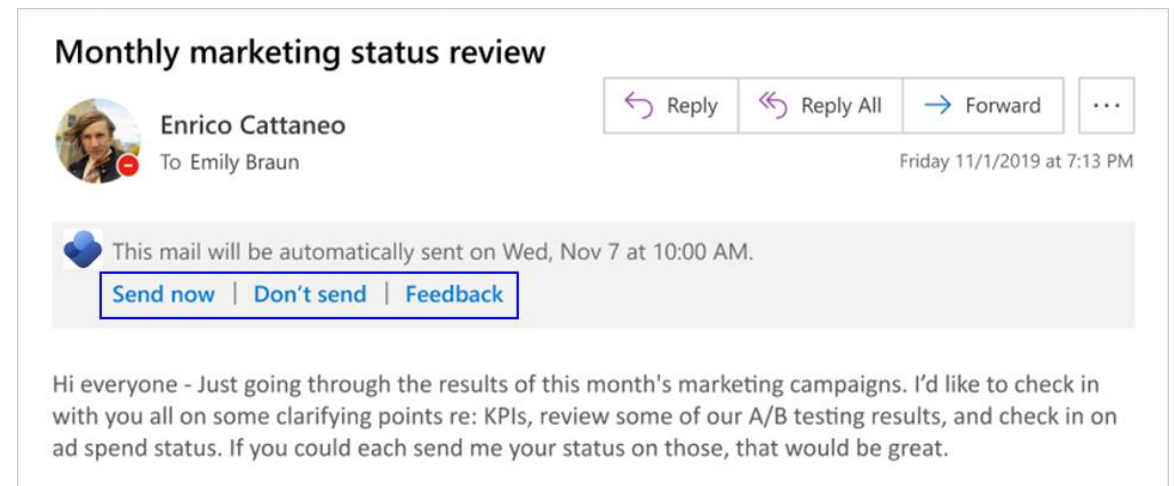 Monthly marketing status review
Reply
Reply All
Forward
...
Enrico Cattaneo
To Emily Braun
Friday 11/1/2019 at 7:13 PM
This mail will be automatically sent on Wed, Nov 7 at 10:00 AM.
Send now | Don't send | Feedback
Hi everyone - Just going through the results of this month's marketing campaigns. I'd like to check in
with you all on some clarifying points re: KPIs, review some of our A/B testing results, and check in on
ad spend status. If you could each send me your status on those, that would be great.